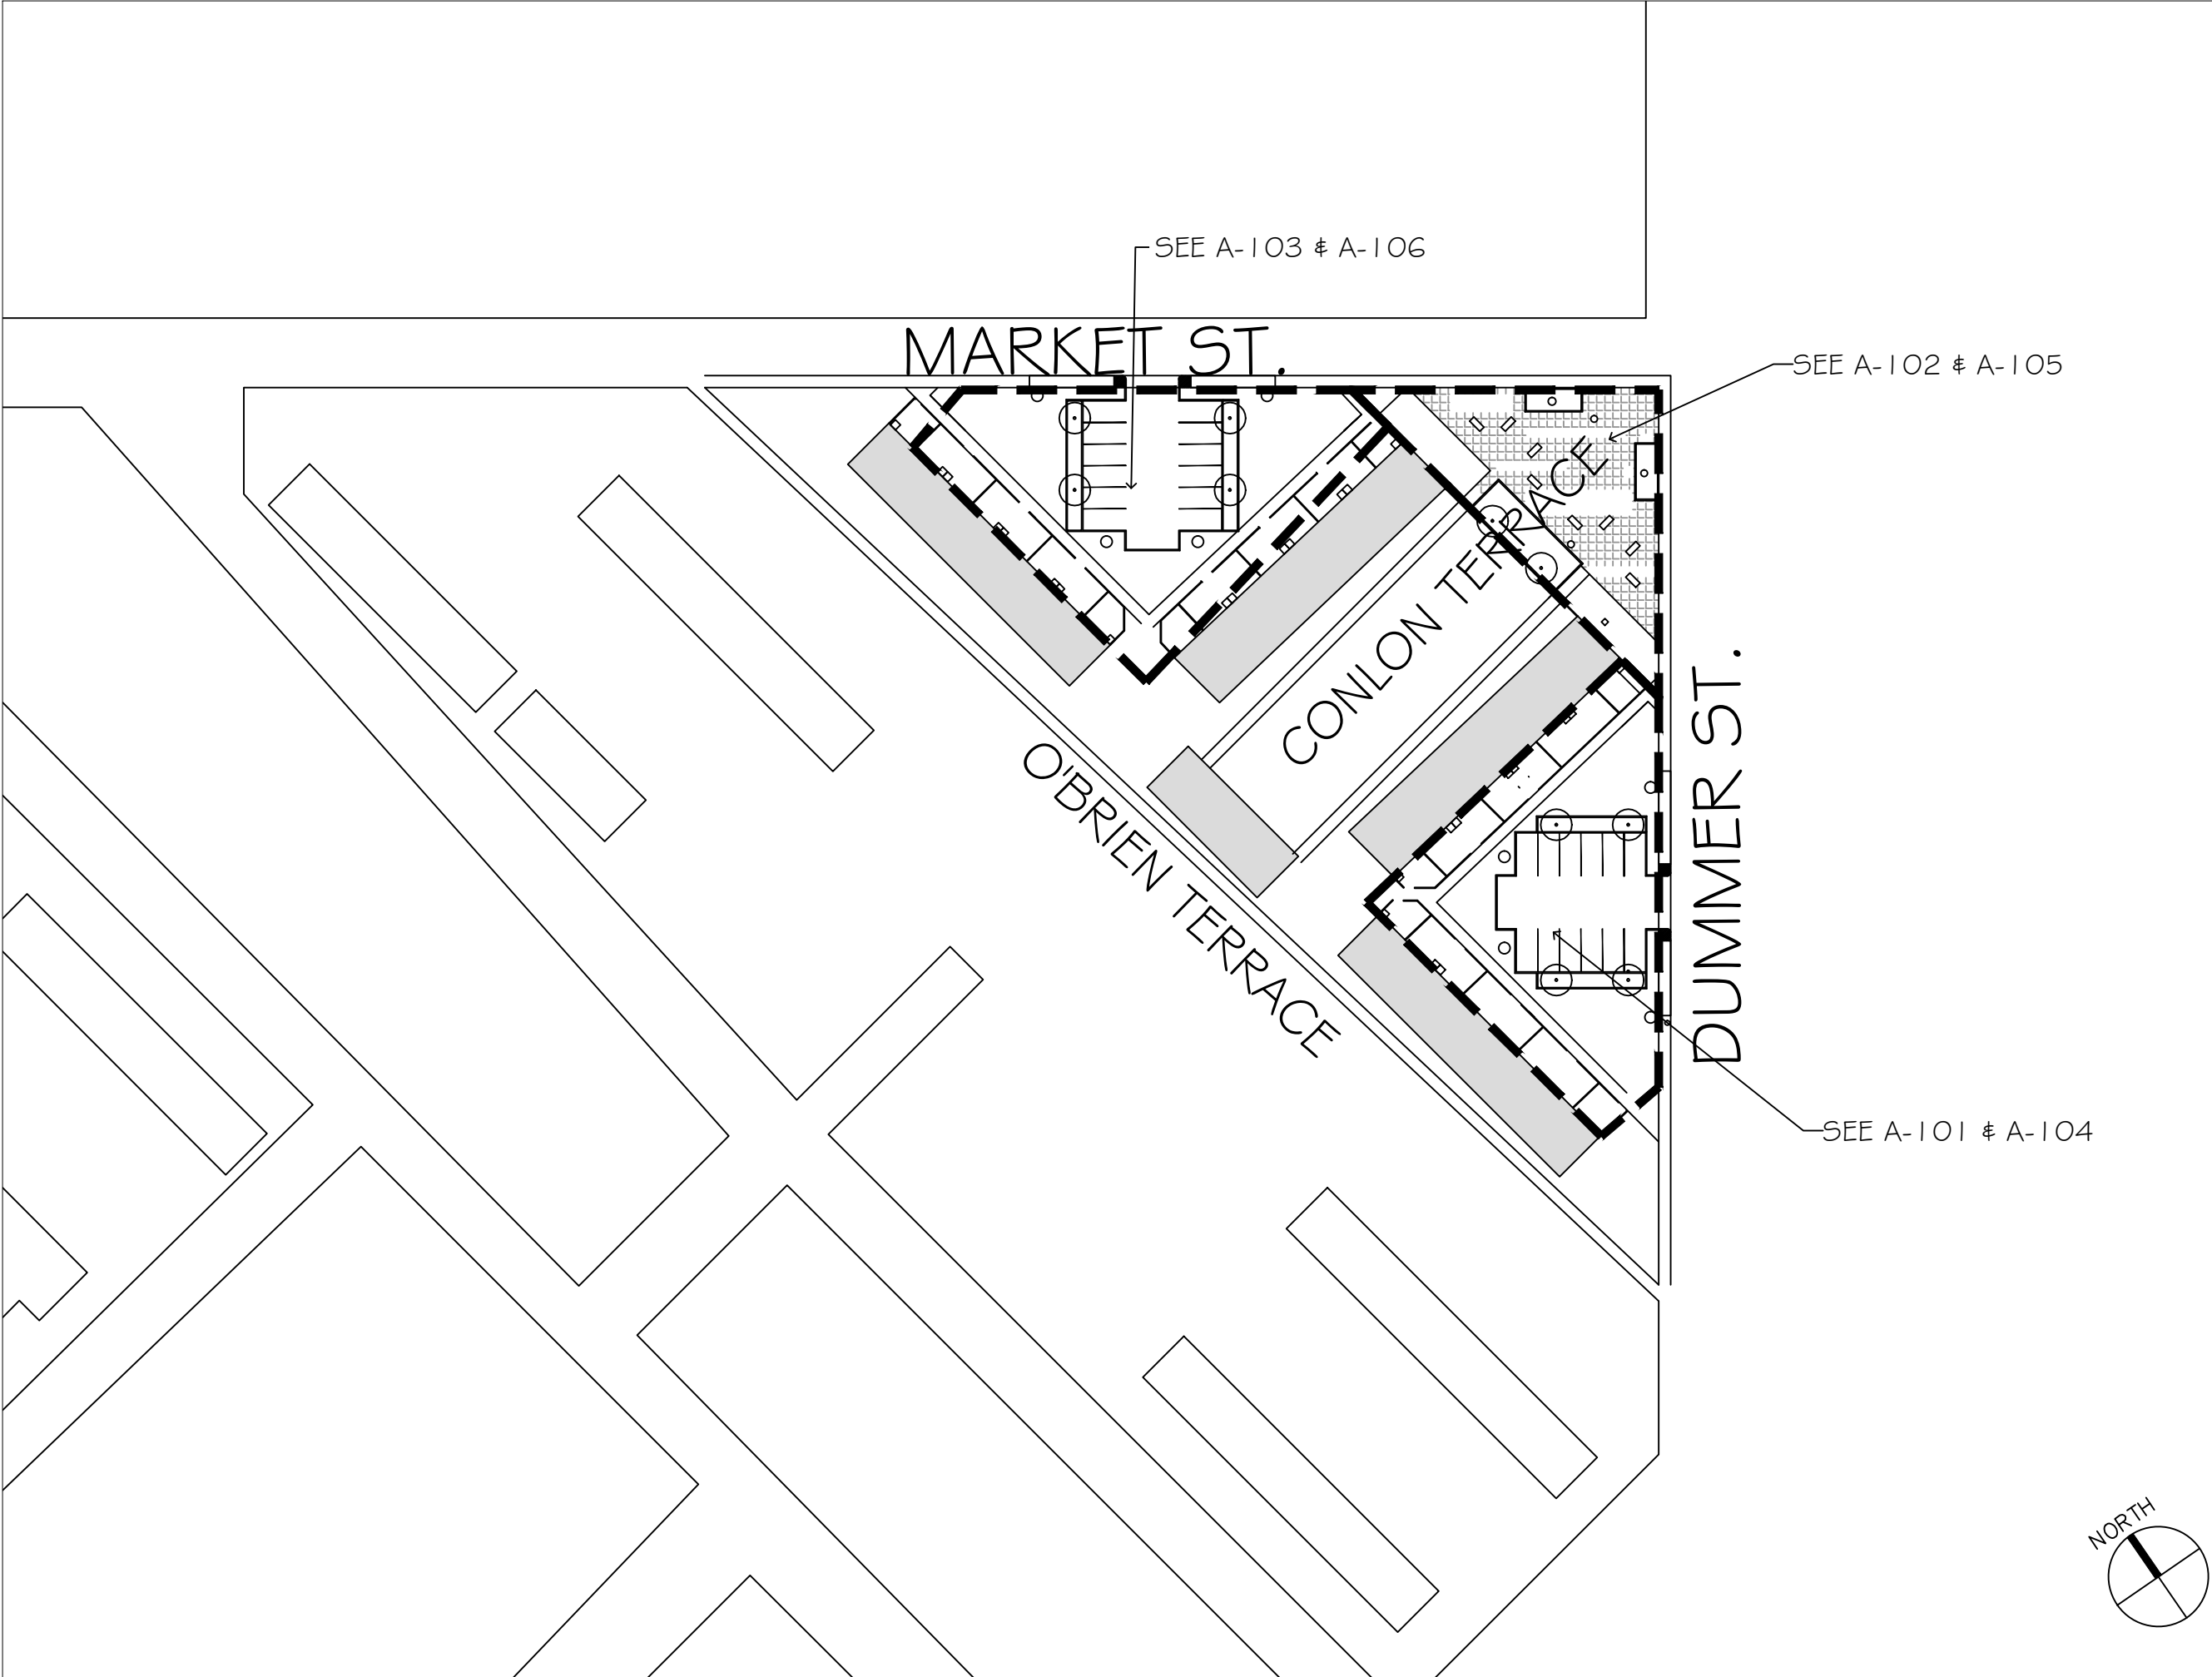 SEE A-103 & A-106
MARKET ST.
SEE A-102 & A-105
CONLON TERRACE
DUMMER ST.
O'BRIEN TERRACE
SEE A-101 & A-104
NORTH